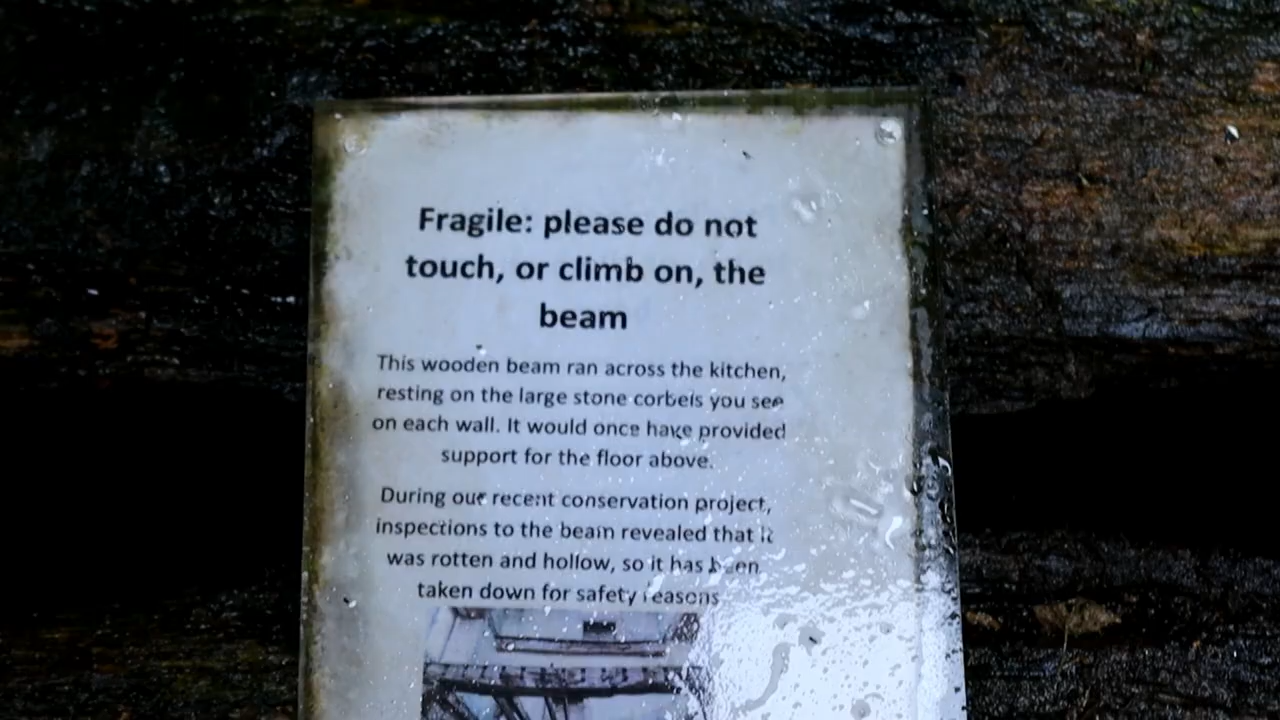 Fragile: please do not
touch, or climb on, the
beam
This wooden beam ran across the kitchen,
resting on the large stone corbels you see
on each wall. It would once have provided
support for the floor above.
During our recent conservation project,
inspections to the beam revealed that it
was rotten and hollow, so it has been
taken down for safety reasons